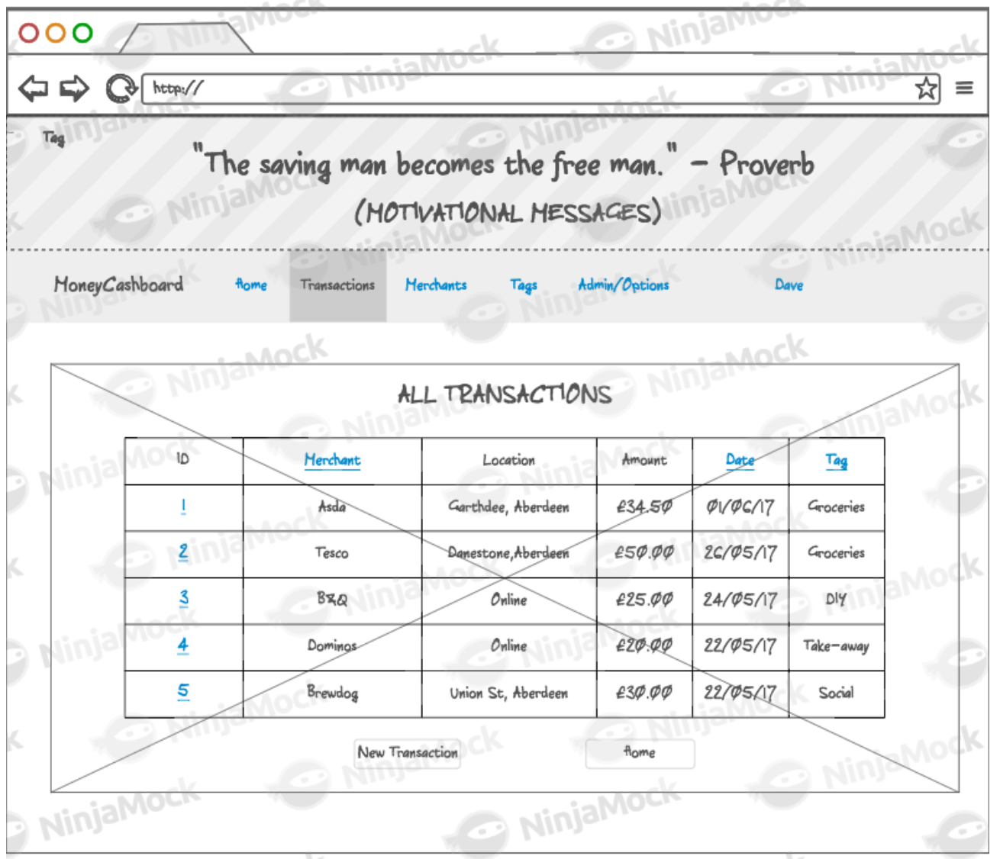 http://
Tag
"The saving man becomes the free man." - Proverb
(MOTIVATIONAL MESSAGES)
MoneyCashboard Home Transactions Merchants Tags Admin/Options Dave
ALL TRANSACTIONS
ID Merchant Location Amount Date Tag
1 Asda Garthdee, Aberdeen £34.50 01/06/17 Groceries
2 Tesco Danestone,Aberdeen £50.00 26/05/17 Groceries
3 B&Q Online £25.00 24/05/17 DIY
4 Dominos Online £20.00 22/05/17 Take-away
5 Brewdog Union St, Aberdeen £30.00 22/05/17 Social
New Transaction Home
NinjaMock